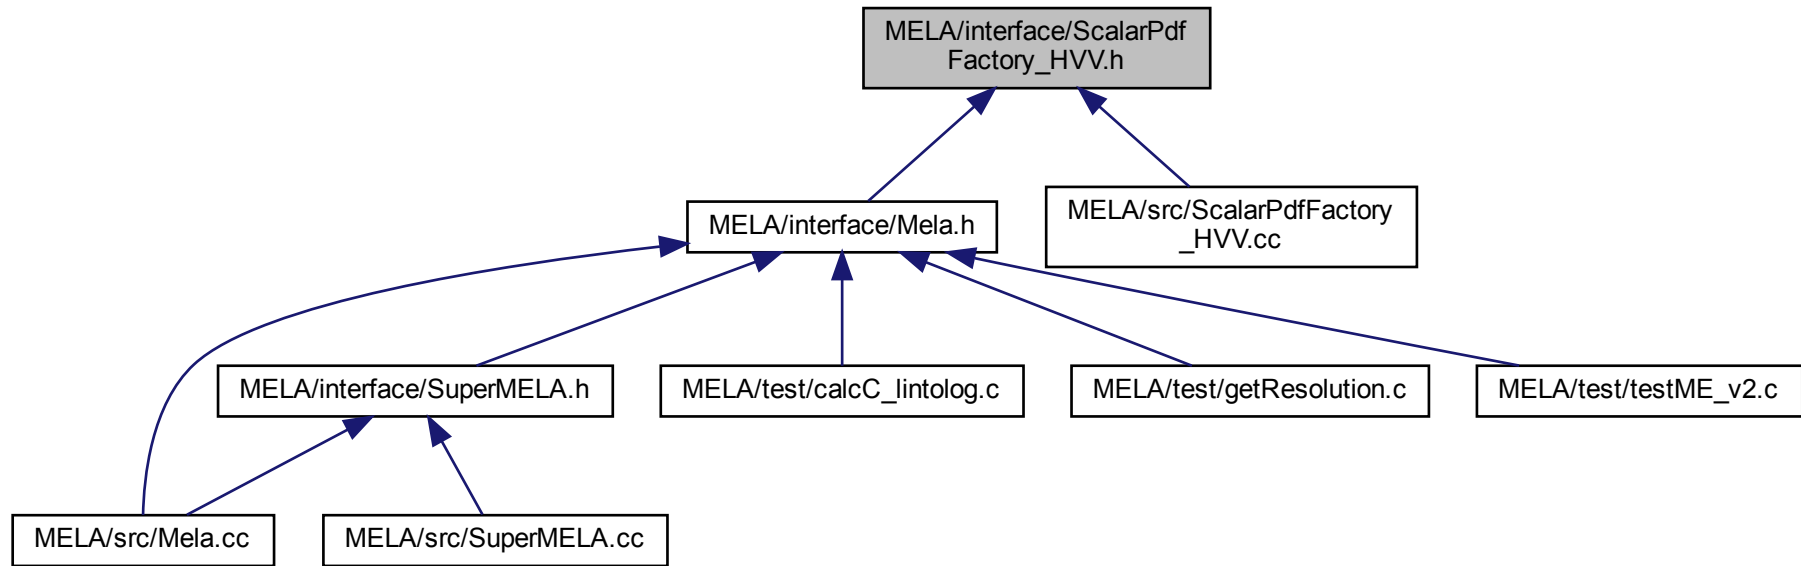 MELA/interface/ScalarPdf
Factory_HVV.h
MELA/interface/Mela.h
MELA/src/ScalarPdfFactory
_HVV.cc
MELA/interface/SuperMELA.h
MELA/test/calcC_lintolog.c
MELA/test/getResolution.c
MELA/test/testME_v2.c
MELA/src/Mela.cc
MELA/src/SuperMELA.cc